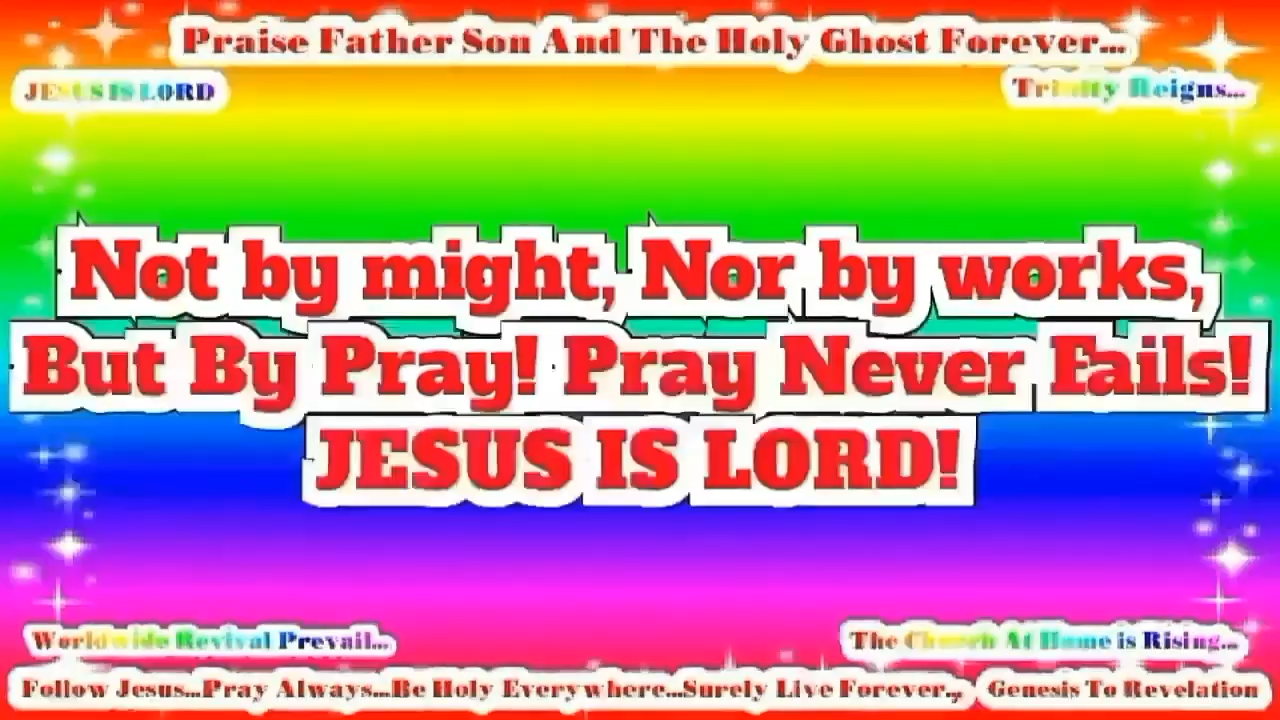 Praise Father Son And The Holy Ghost Forever...
JESUS IS LORD
Trinity Reigns...
Not by might, Nor by works,
But By Pray! Pray Never Fails!
JESUS IS LORD!
Worldwide Revival Prevail...
The Church At Home is Rising...
Follow Jesus...Pray Always...Be Holy Everywhere...Surely Live Forever..,
Genesis To Revelation